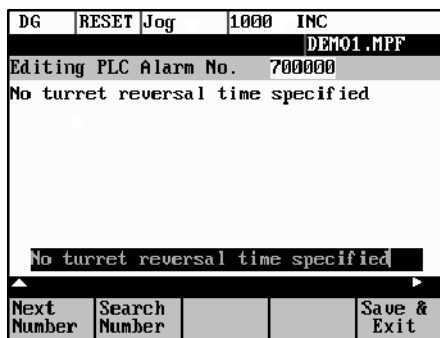 DG RESET Jog 1000 INC
DEMO1.MPF
Editing PLC Alarm No. 700000
No turret reversal time specified
No turret reversal time specified
Next Number Search Number Save & Exit